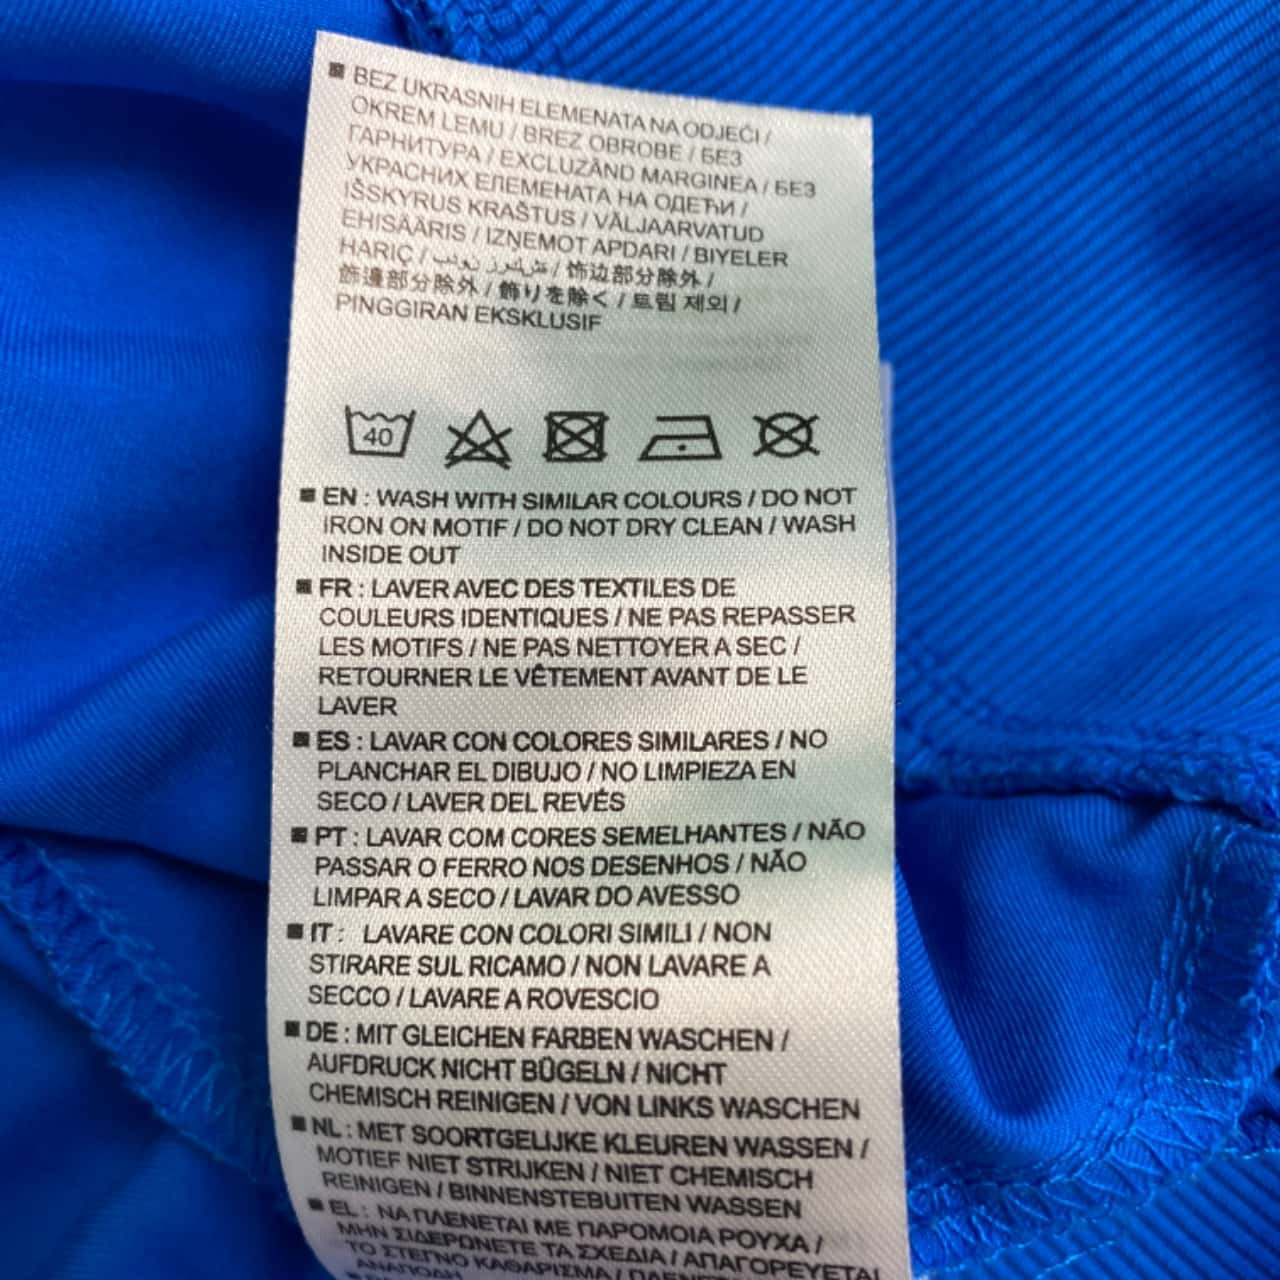 ■ BEZ UKRASNIH ELEMENATA NA ODJEĆI /
OKREM LEMU / BREZ OBROBE / БЕЗ
ГАРНИТУРА / EXCLUZÂND MARGINEA / БЕЗ
УКРАСНИХ ЕЛЕМЕНАТА НА ОДЕЋИ /
IŠSKYRUS KRAŠTUS / VÄLJAARVATUD
EHISÄÄRIS / IZŅEMOT APDARI / BIYELER
HARIÇ / / 饰边部分除外 /
飾邊部分除外 / 飾りを除く / 트림 제외 /
PINGGIRAN EKSKLUSIF
40
■ EN : WASH WITH SIMILAR COLOURS / DO NOT
IRON ON MOTIF / DO NOT DRY CLEAN / WASH
INSIDE OUT
■ FR : LAVER AVEC DES TEXTILES DE
COULEURS IDENTIQUES / NE PAS REPASSER
LES MOTIFS / NE PAS NETTOYER A SEC /
RETOURNER LE VÊTEMENT AVANT DE LE
LAVER
■ ES : LAVAR CON COLORES SIMILARES / NO
PLANCHAR EL DIBUJO / NO LIMPIEZA EN
SECO / LAVER DEL REVÉS
■ PT : LAVAR COM CORES SEMELHANTES / NÃO
PASSAR O FERRO NOS DESENHOS / NÃO
LIMPAR A SECO / LAVAR DO AVESSO
■ IT : LAVARE CON COLORI SIMILI / NON
STIRARE SUL RICAMO / NON LAVARE A
SECCO / LAVARE A ROVESCIO
■ DE : MIT GLEICHEN FARBEN WASCHEN /
AUFDRUCK NICHT BÜGELN / NICHT
CHEMISCH REINIGEN / VON LINKS WASCHEN
■ NL : MET SOORTGELIJKE KLEUREN WASSEN /
MOTIEF NIET STRIJKEN / NIET CHEMISCH
REINIGEN / BINNENSTEBUITEN WASSEN
■ EL : ΝΑ ΠΛΕΝΕΤΑΙ ΜΕ ΠΑΡΟΜΟΙΑ ΡΟΥΧΑ /
ΜΗΝ ΣΙΔΕΡΩΝΕΤΕ ΤΑ ΣΧΕΔΙΑ / ΑΠΑΓΟΡΕΥΕΤΑΙ
ΤΟ ΣΤΕΓΝΟ ΚΑΘΑΡΙΣΜΑ /
ΑΝΑΠΟΔΗ